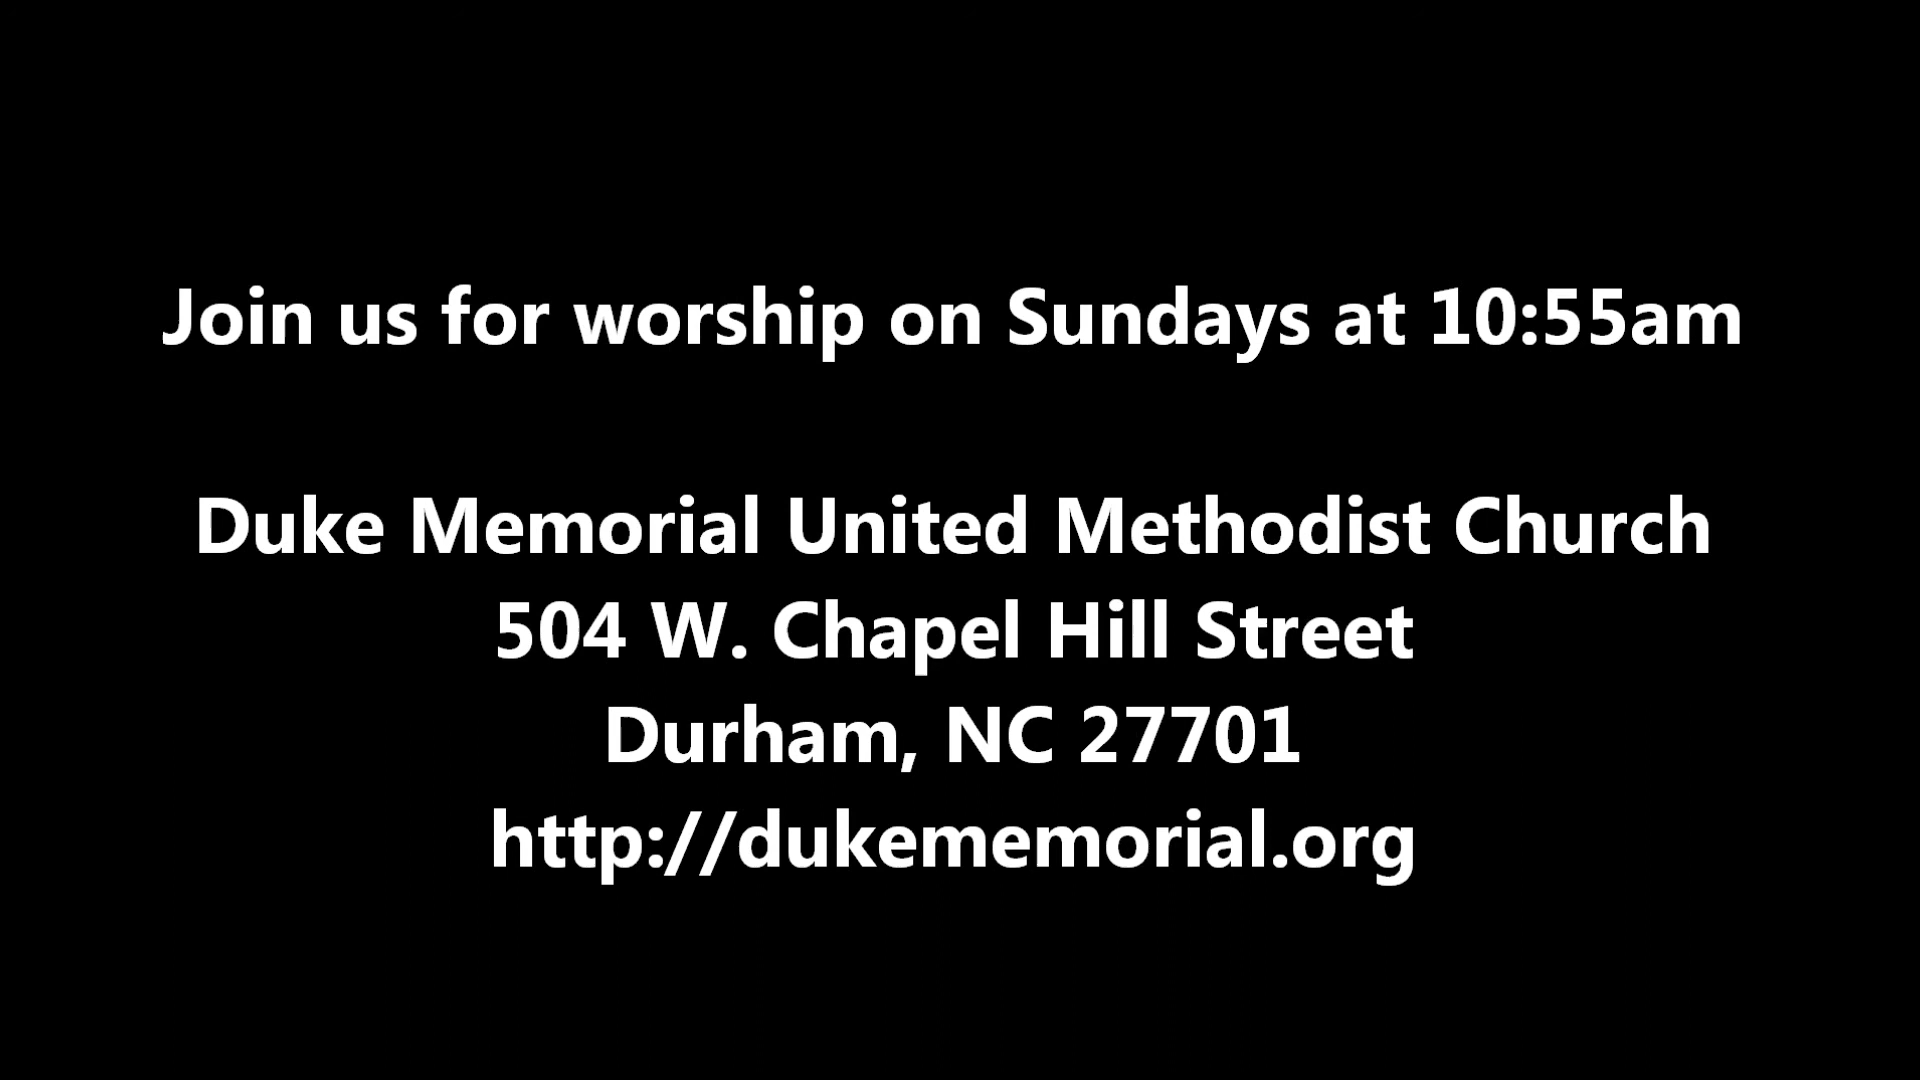 Join us for worship on Sundays at 10:55am
Duke Memorial United Methodist Church
504 W. Chapel Hill Street
Durham, NC 27701
http://dukememorial.org